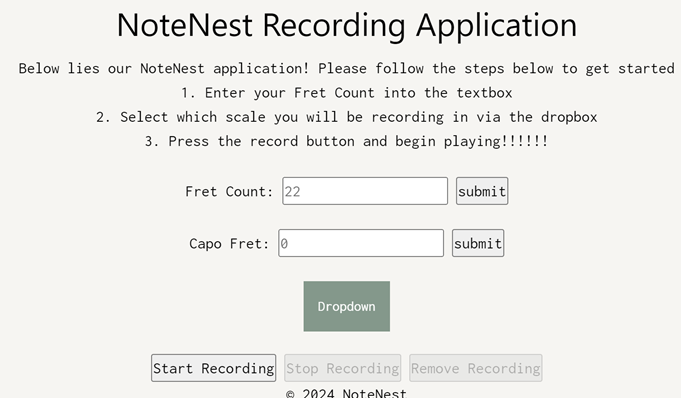 NoteNest Recording Application
Below lies our NoteNest application! Please follow the steps below to get started
1. Enter your Fret Count into the textbox
2. Select which scale you will be recording in via the dropbox
3. Press the record button and begin playing!!!!!!
Fret Count: 22 submit
Capo Fret: 0 submit
Dropdown
Start Recording Stop Recording Remove Recording
© 2024 NoteNest